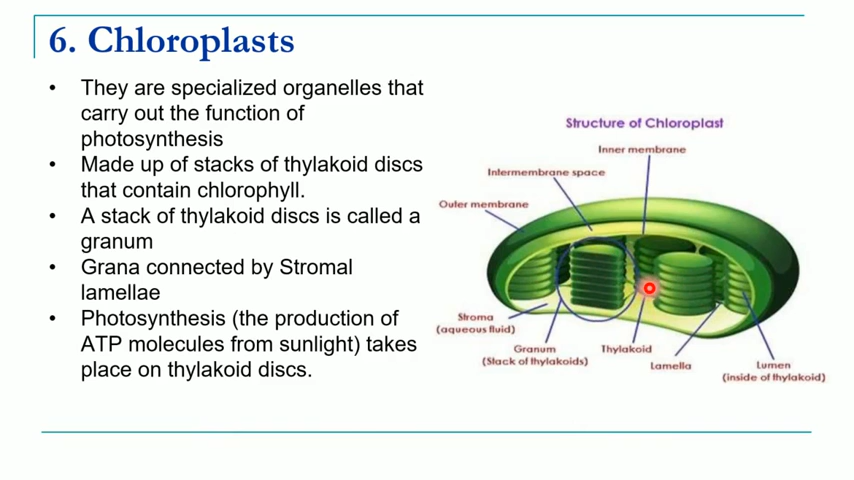 6. Chloroplasts
• They are specialized organelles that
carry out the function of
photosynthesis
• Made up of stacks of thylakoid discs
that contain chlorophyll.
• A stack of thylakoid discs is called a
granum
• Grana connected by Stromal
lamellae
• Photosynthesis (the production of
ATP molecules from sunlight) takes
place on thylakoid discs.
Structure of Chloroplast
Inner membrane
Intermembrane space
Outer membrane
Stroma
(aqueous fluid)
Granum
(Stack of thylakoids)
Thylakoid
Lamella
Lumen
(inside of thylakoid)